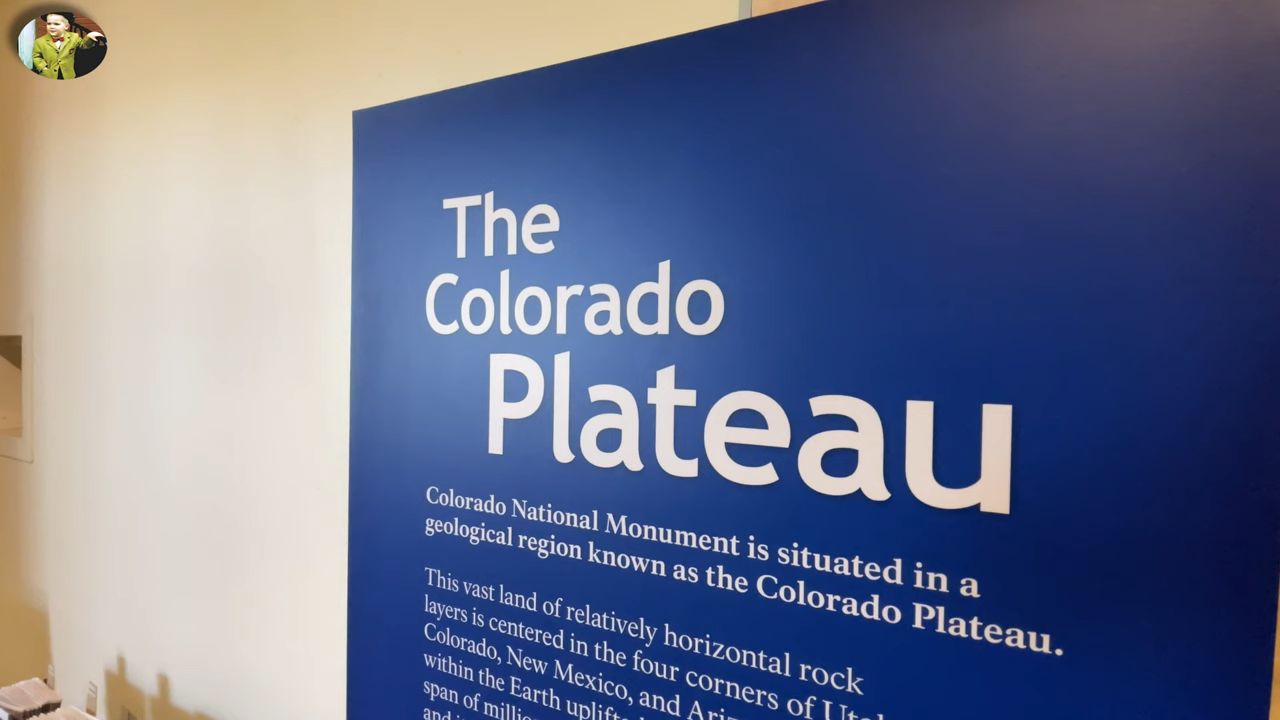 The
Colorado
Plateau
Colorado National Monument is situated in a
geological region known as the Colorado Plateau.
This vast land of relatively horizontal rock
layers is centered in the four corners of
Colorado, New Mexico, and
within the Earth
span of
and